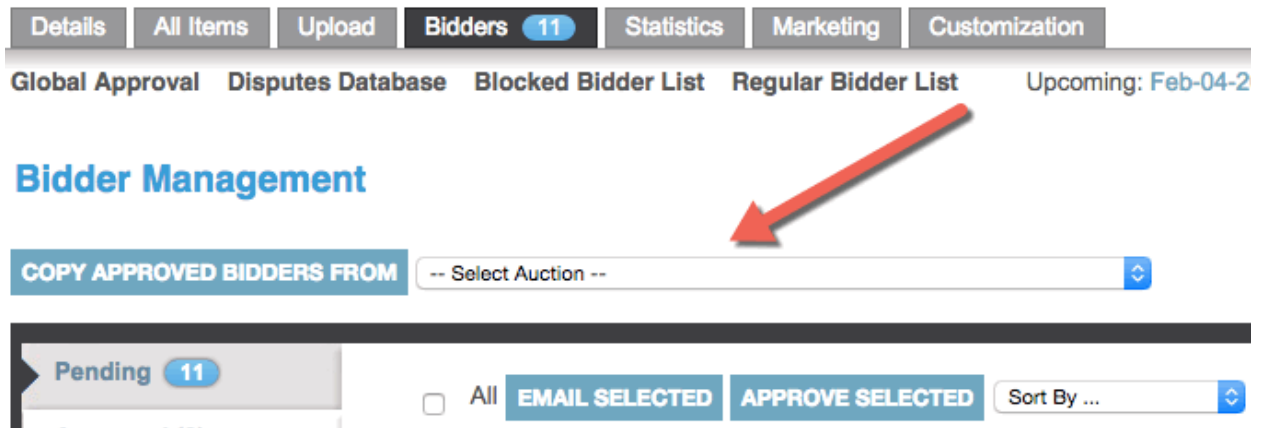 Details All Items Upload Bidders 11 Statistics Marketing Customization
Global Approval Disputes Database Blocked Bidder List Regular Bidder List Upcoming: Feb-04-2
Bidder Management
COPY APPROVED BIDDERS FROM -- Select Auction --
Pending 11
All EMAIL SELECTED APPROVE SELECTED Sort By ...